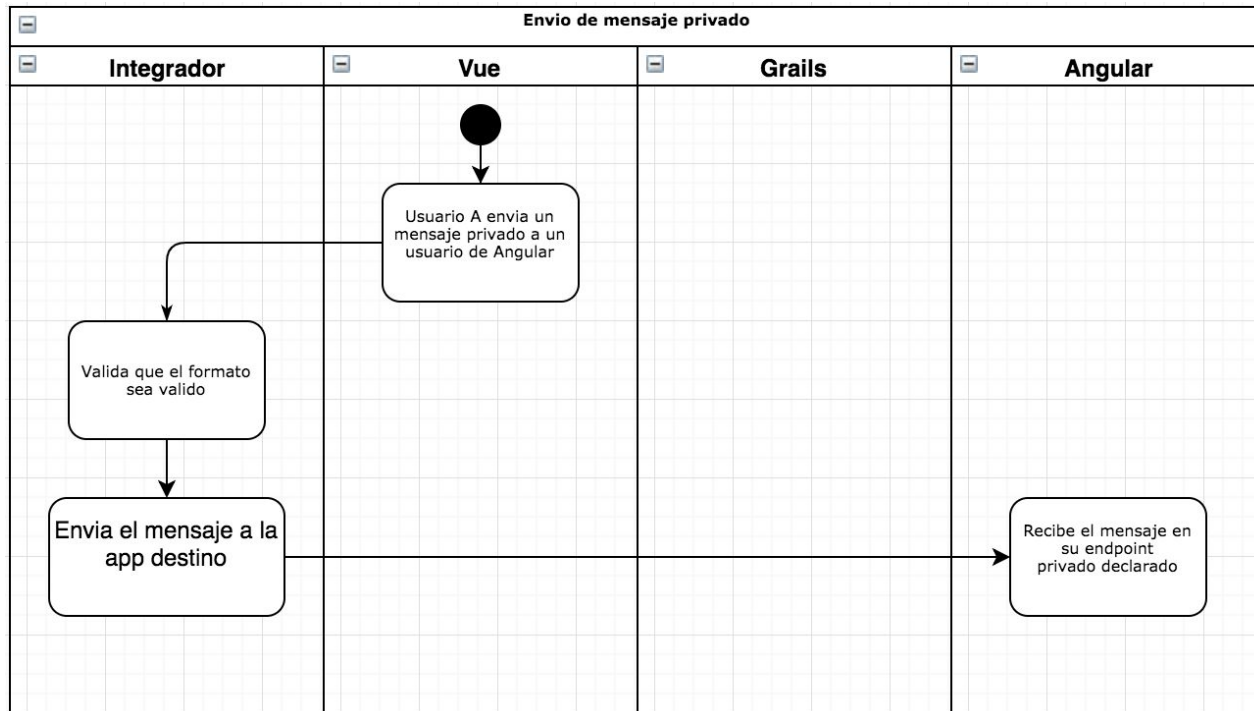 Envio de mensaje privado
Integrador
Vue
Grails
Angular
Usuario A envia un
mensaje privado a un
usuario de Angular
Valida que el formato
sea valido
Envia el mensaje a la
app destino
Recibe el mensaje en
su endpoint
privado declarado